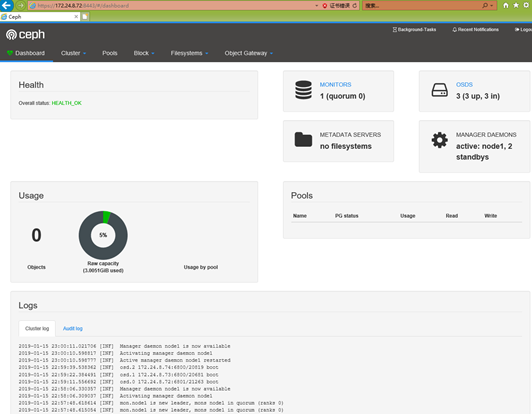 https://172.24.8.72:8443/#/dashboard
证书错误
搜索...
Ceph
ceph
Background-Tasks
Recent Notifications
Logo
Dashboard
Cluster
Pools
Block
Filesystems
Object Gateway
Health
Overall status: HEALTH_OK
MONITORS
1 (quorum 0)
OSDS
3 (3 up, 3 in)
METADATA SERVERS
no filesystems
MANAGER DAEMONS
active: node1, 2
standbys
Usage
0
5%
Objects
Raw capacity
(3.0051GiB used)
Usage by pool
Pools
Name PG status Usage Read Write
Logs
Cluster log
Audit log
2019-01-15 23:00:11.021706 [INF] Manager daemon node1 is now available
2019-01-15 23:00:10.598817 [INF] Activating manager daemon node1
2019-01-15 23:00:10.598777 [INF] Active manager daemon node1 restarted
2019-01-15 22:59:39.538362 [INF] osd.2 172.24.8.74:6800/20819 boot
2019-01-15 22:59:22.384491 [INF] osd.1 172.24.8.73:6800/20881 boot
2019-01-15 22:59:11.556692 [INF] osd.0 172.24.8.72:6801/21263 boot
2019-01-15 22:58:06.330357 [INF] Manager daemon node1 is now available
2019-01-15 22:58:06.289037 [INF] Activating manager daemon node1
2019-01-15 22:57:45.618614 [INF] mon.node1 is new leader, mons node1 in quorum (ranks 0)
2019-01-15 22:57:49.615054 [INF] mon.node1 is new leader, mons node1 in quorum (ranks 0)